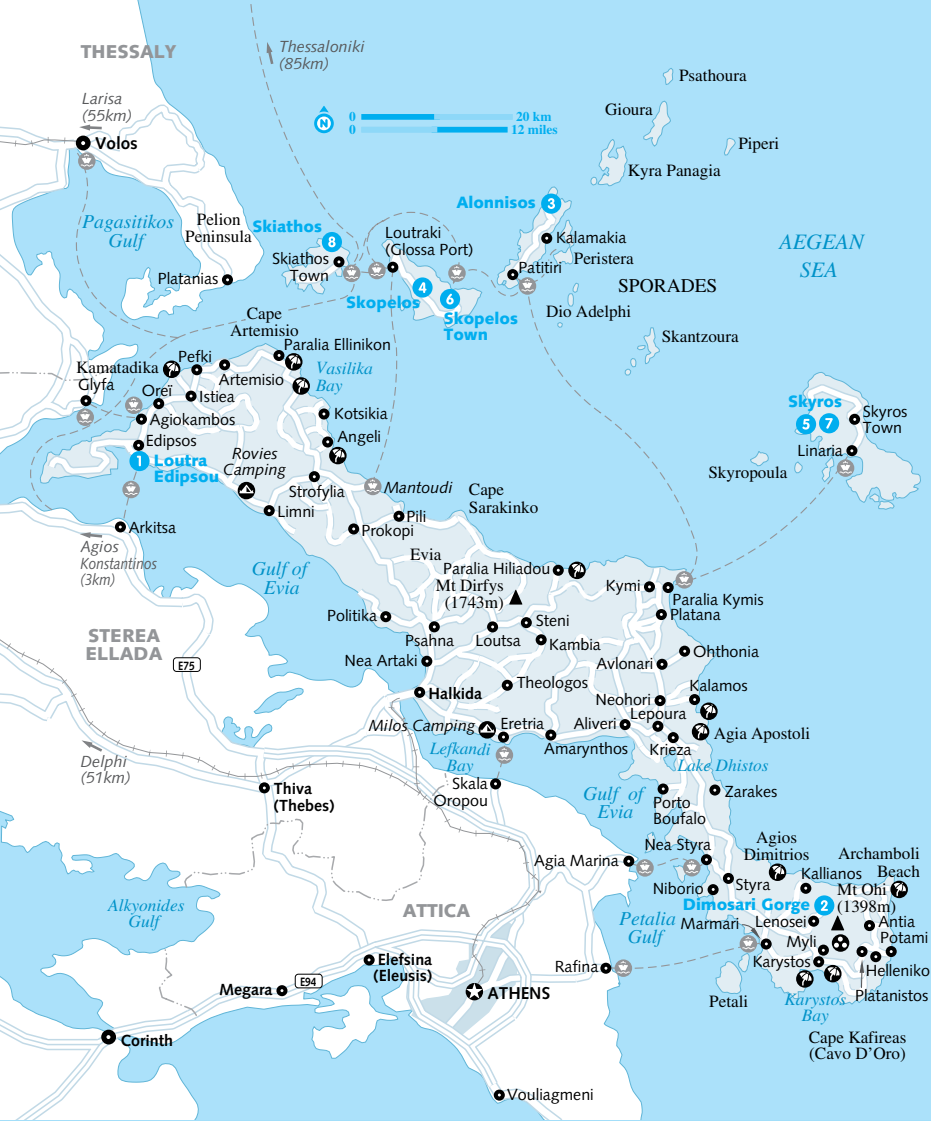 THESSALY
Thessaloniki
(85km)
Psathoura
Larisa
(55km)
Gioura
N
0
20 km
0
12 miles
Volos
Piperi
Kyra Panagia
Alonnisos
3
Pagasitikos
Gulf
Pelion
Peninsula
Skiathos
8
Loutraki
(Glossa Port)
Kalamakia
AEGEAN
SEA
Skiathos
Town
Peristera
Patitiri
Platanias
SPORADES
Skopelos
4
6
Skopelos
Town
Dio Adelphi
Cape
Artemisio
Skantzoura
Paralia Ellinikon
Pefki
Kamatadika
Artemisio
Vasilika
Bay
Glyfa
Oreï
Istiea
Skyros
5
7
Skyros
Town
Kotsikia
Agiokambos
Angeli
Edipsos
Linaria
1
Loutra
Edipsou
Rovies
Camping
Skyropoula
Strofylia
Mantoudi
Cape
Sarakinko
Limni
Pili
Arkitsa
Prokopi
Agios
Konstantinos
(3km)
Evia
Gulf of
Evia
Paralia Hiliadou
Mt Dirfys
(1743m)
Kymi
Paralia Kymis
Platana
Politika
Steni
STEREA
ELLADA
Psahna
Loutsa
Kambia
Ohthonia
E75
Nea Artaki
Avlonari
Theologos
Kalamos
Halkida
Neohori
Lepoura
Milos Camping
Eretria
Aliveri
Agia Apostoli
Amarynthos
Krieza
Lefkandi
Bay
Lake Dhistos
Delphi
(51km)
Thiva
(Thebes)
Skala
Oropou
Gulf of
Evia
Zarakes
Porto
Boufalo
Nea Styra
Agios
Dimitrios
Archamboli
Beach
Agia Marina
Styra
Kallianos
Niborio
Mt Ohi
(1398m)
Dimosari Gorge
2
Alkyonides
Gulf
ATTICA
Petalia
Gulf
Marmari
Lenosei
Antia
Potami
Myli
Karystos
Elefsina
(Eleusis)
Rafina
Helleniko
E94
Megara
ATHENS
Petali
Platanistos
Karystos
Bay
Corinth
Cape Kafireas
(Cavo D'Oro)
Vouliagmeni